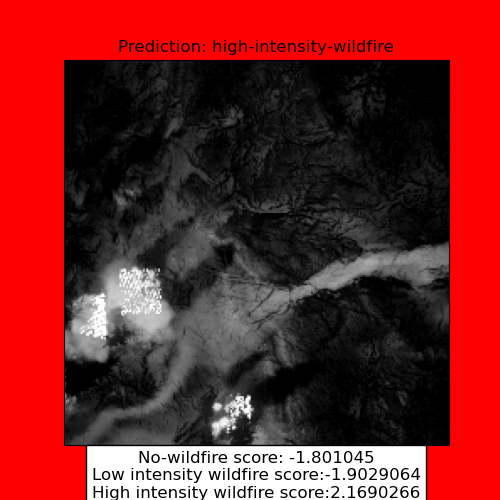 Prediction: high-intensity-wildfire
No-wildfire score: -1.801045
Low intensity wildfire score:-1.9029064
High intensity wildfire score:2.1690266